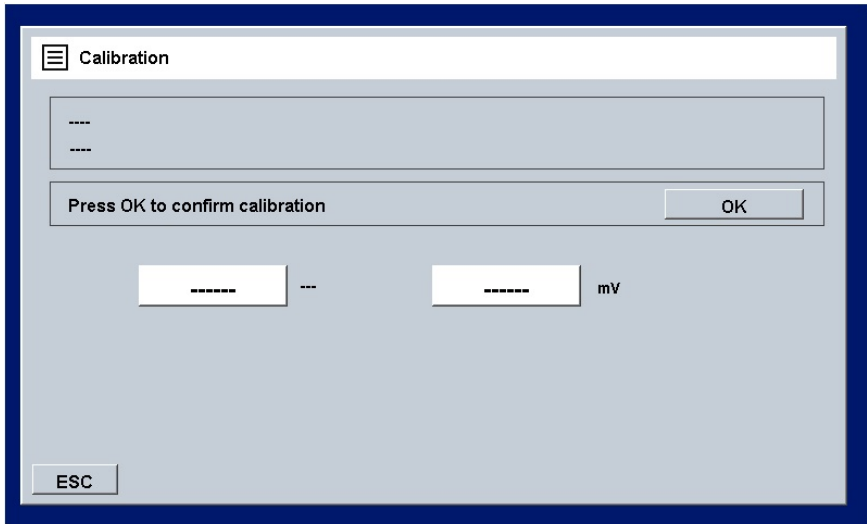 Calibration
----
----
Press OK to confirm calibration OK
------ --- ------ mV
ESC